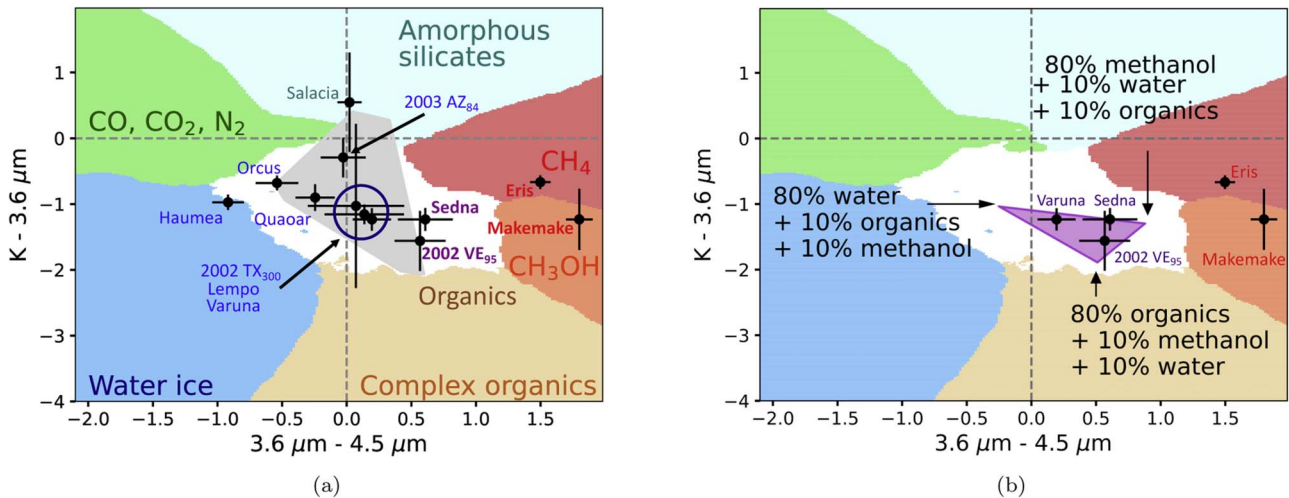 Amorphous
silicates
Salacia
2003 AZ84
CO, CO2, N2
Orcus
CH4
Eris
Haumea
Quaoar
Sedna
Makemake
2002 VE95
CH3OH
2002 TX300
Lempo
Varuna
Organics
Water ice
Complex organics
1
0
−1
−2
−3
−4
K - 3.6 μm
−2.0 −1.5 −1.0 −0.5 0.0 0.5 1.0 1.5
3.6 μm - 4.5 μm
(a)
80% methanol
+ 10% water
+ 10% organics
80% water
+ 10% organics
+ 10% methanol
Varuna
Sedna
Eris
2002 VE95
Makemake
80% organics
+ 10% methanol
+ 10% water
1
0
−1
−2
−3
−4
K - 3.6 μm
−2.0 −1.5 −1.0 −0.5 0.0 0.5 1.0 1.5
3.6 μm - 4.5 μm
(b)